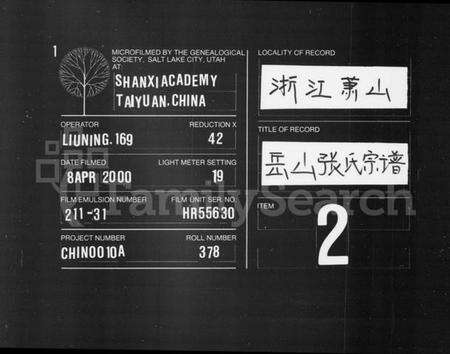 1
MICROFILMED BY THE GENEALOGICAL
SOCIETY, SALT LAKE CITY, UTAH
AT:
SHANXI ACADEMY
TAIYUAN. CHINA
OPERATOR REDUCTION X
LIUNING. 169 42
DATE FILMED LIGHT METER SETTING
8 APR 2000 19
FILM EMULSION NUMBER FILM UNIT SER. NO.
211-31 HR55630
PROJECT NUMBER ROLL NUMBER
CHINO010A 378
LOCALITY OF RECORD
浙江萧山
TITLE OF RECORD
岳山张氏宗谱
ITEM
2
FamilySearch